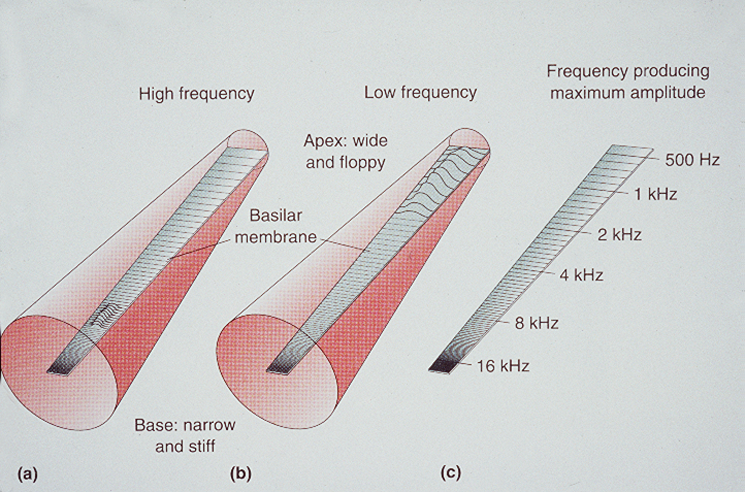 High frequency
Low frequency
Frequency producing
maximum amplitude
Apex: wide
and floppy
500 Hz
1 kHz
Basilar
membrane
2 kHz
4 kHz
8 kHz
16 kHz
Base: narrow
and stiff
(a)
(b)
(c)